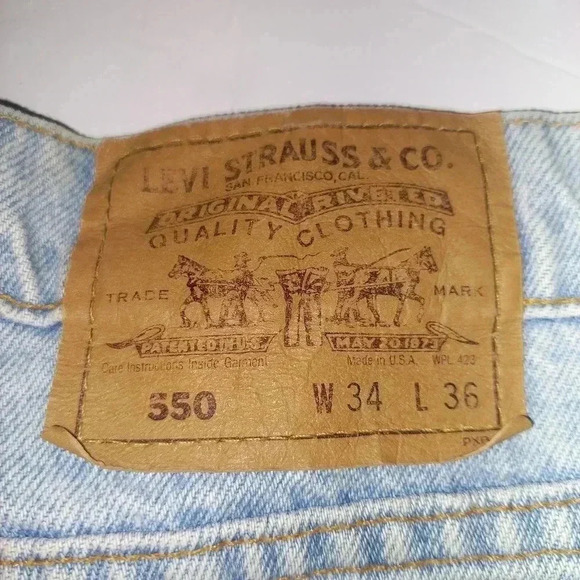 LEVI STRAUSS & CO.
SAN FRANCISCO, CAL.
ORIGINAL RIVETED
QUALITY CLOTHING
TRADE MARK
PATENTED IN U.S. MAY 20 1873
Care Instructions Inside Garment Made in U.S.A. WPL 423
550 W 34 L 36